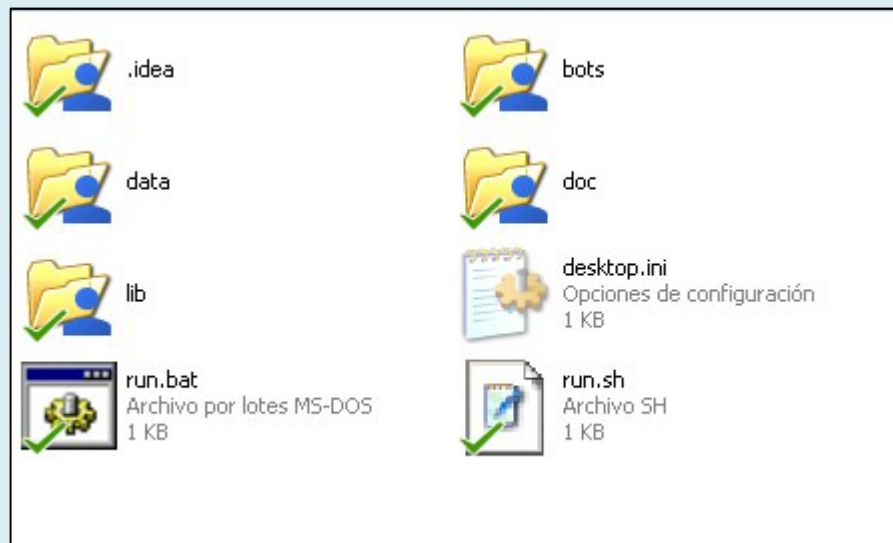 .idea
bots
data
doc
lib
desktop.ini
Opciones de configuración
1 KB
run.bat
Archivo por lotes MS-DOS
1 KB
run.sh
Archivo SH
1 KB